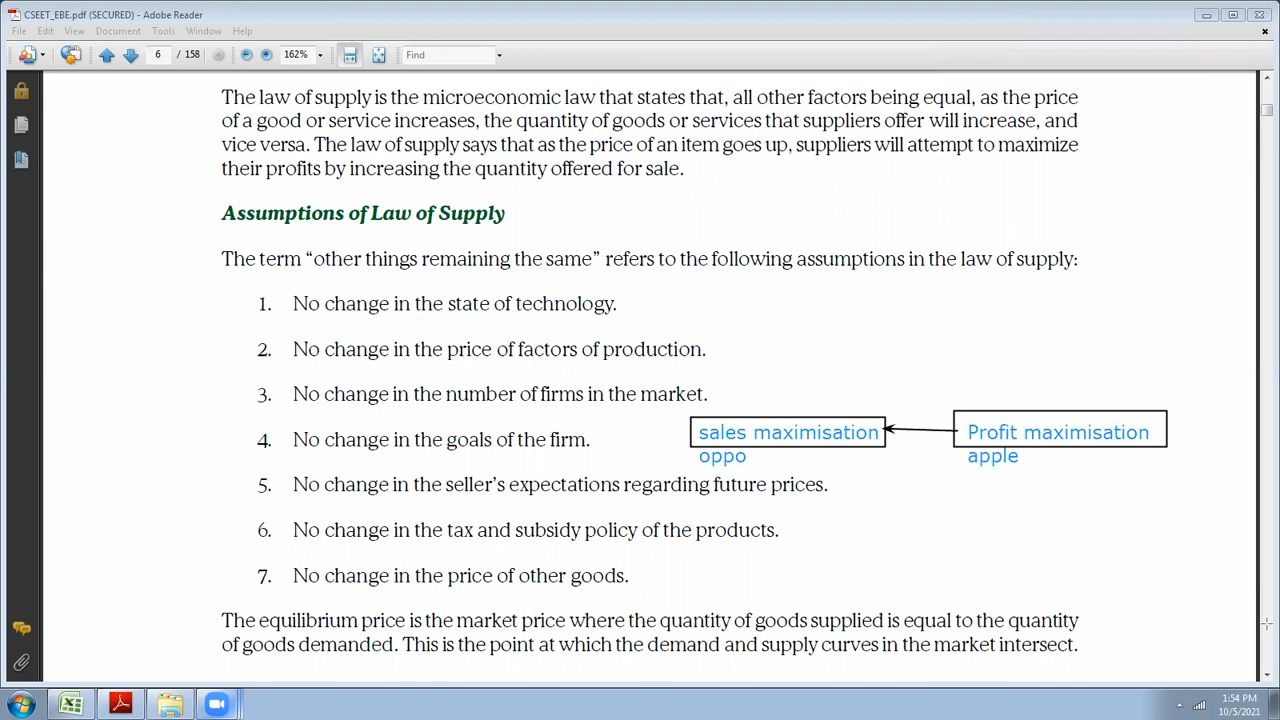 CSEET_EBE.pdf (SECURED) - Adobe Reader
File Edit View Document Tools Window Help
6 / 158 162% Find
The law of supply is the microeconomic law that states that, all other factors being equal, as the price
of a good or service increases, the quantity of goods or services that suppliers offer will increase, and
vice versa. The law of supply says that as the price of an item goes up, suppliers will attempt to maximize
their profits by increasing the quantity offered for sale.
Assumptions of Law of Supply
The term “other things remaining the same” refers to the following assumptions in the law of supply:
1. No change in the state of technology.
2. No change in the price of factors of production.
3. No change in the number of firms in the market.
4. No change in the goals of the firm.
sales maximisation
oppo
Profit maximisation
apple
5. No change in the seller’s expectations regarding future prices.
6. No change in the tax and subsidy policy of the products.
7. No change in the price of other goods.
The equilibrium price is the market price where the quantity of goods supplied is equal to the quantity
of goods demanded. This is the point at which the demand and supply curves in the market intersect.
1:54 PM
10/5/2021